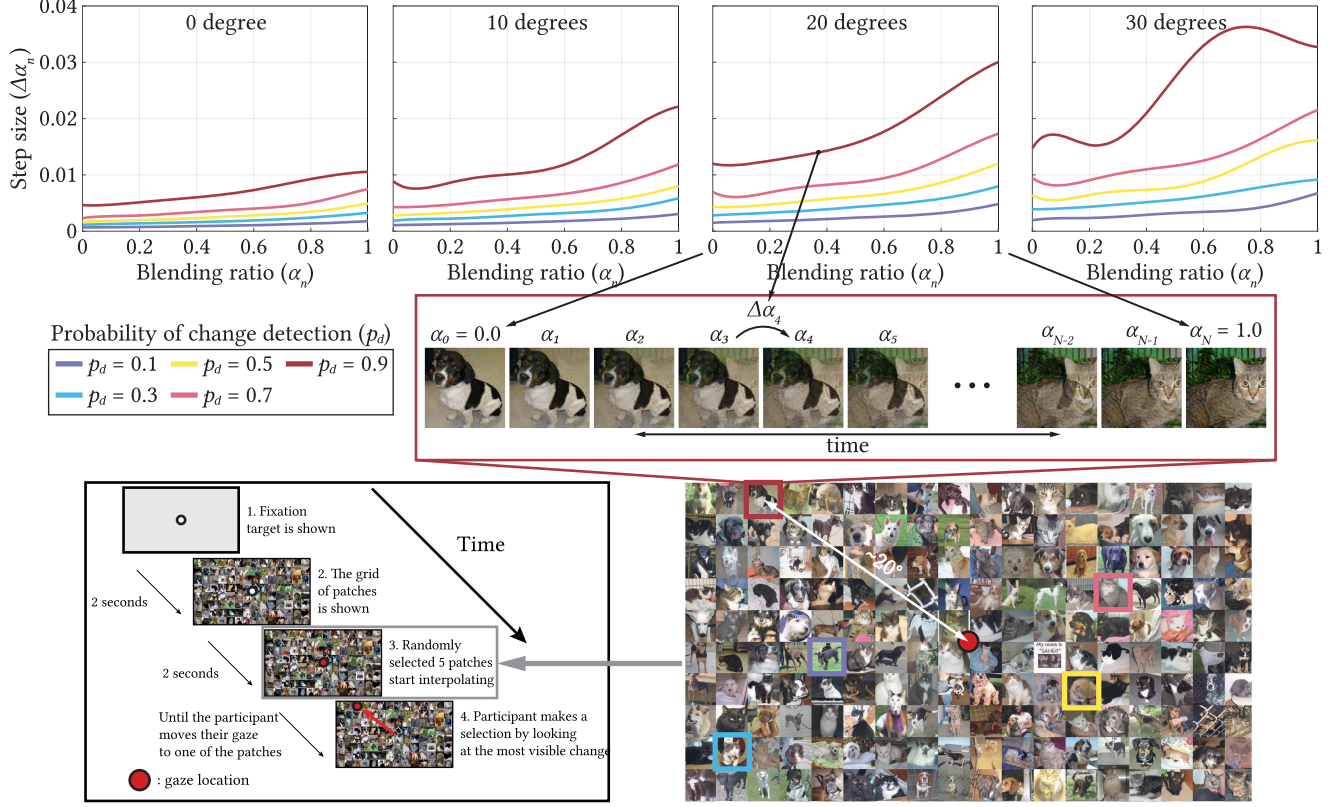 0 degree
10 degrees
20 degrees
30 degrees
Step size (Δα_n)
0.04
0.03
0.02
0.01
0
0 0.2 0.4 0.6 0.8 1
0 0.2 0.4 0.6 0.8 1
0 0.2 0.4 0.6 0.8 1
0 0.2 0.4 0.6 0.8 1
Blending ratio (α_n)
Blending ratio (α_n)
Blending ratio (α_n)
Blending ratio (α_n)
Probability of change detection (p_d)
p_d = 0.1
p_d = 0.5
p_d = 0.9
p_d = 0.3
p_d = 0.7
Δα_4
α_0 = 0.0
α_1
α_2
α_3
α_4
α_5
α_N-2
α_N-1
α_N = 1.0
time
1. Fixation
target is shown
Time
2 seconds
2. The grid
of patches
is shown
2 seconds
3. Randomly
selected 5 patches
start interpolating
Until the participant
moves their gaze
to one of the patches
4. Participant makes a
selection by looking
at the most visible change
: gaze location
~20°